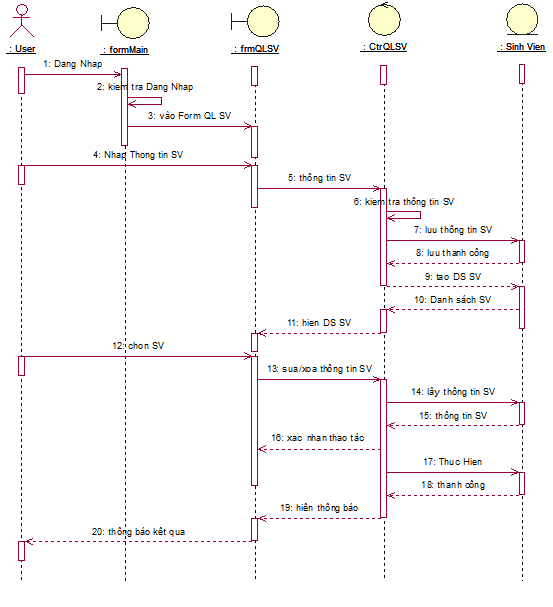 : User
: formMain
: frmQLSV
: CtrQLSV
: Sinh Vien
1: Dang Nhap
2: kiem tra Dang Nhap
3: vào Form QL SV
4: Nhap Thong tin SV
5: thông tin SV
6: kiem tra thông tin SV
7: luu thông tin SV
8: luu thanh công
9: tao DS SV
10: Danh sách SV
11: hien DS SV
12: chon SV
13: sua/xoa thông tin SV
14: lây thông tin SV
15: thông tin SV
16: xac nhan thao tác
17: Thuc Hien
18: thanh công
19: hiên thông báo
20: thông báo kêt qua